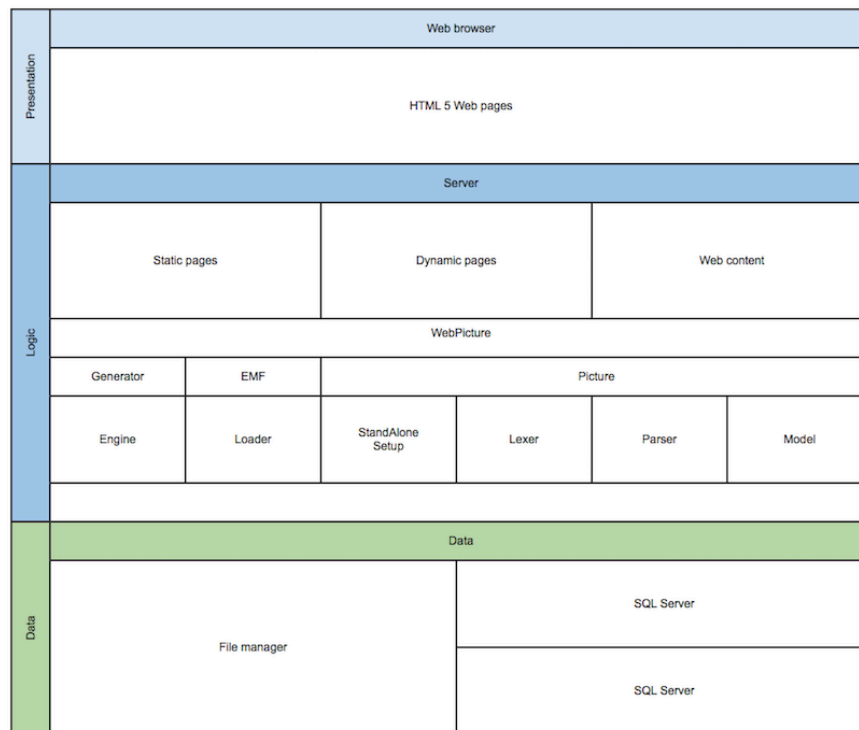 Presentation
Web browser
HTML 5 Web pages
Logic
Server
Static pages
Dynamic pages
Web content
WebPicture
Generator
EMF
Picture
Engine
Loader
StandAlone
Setup
Lexer
Parser
Model
Data
Data
File manager
SQL Server
SQL Server